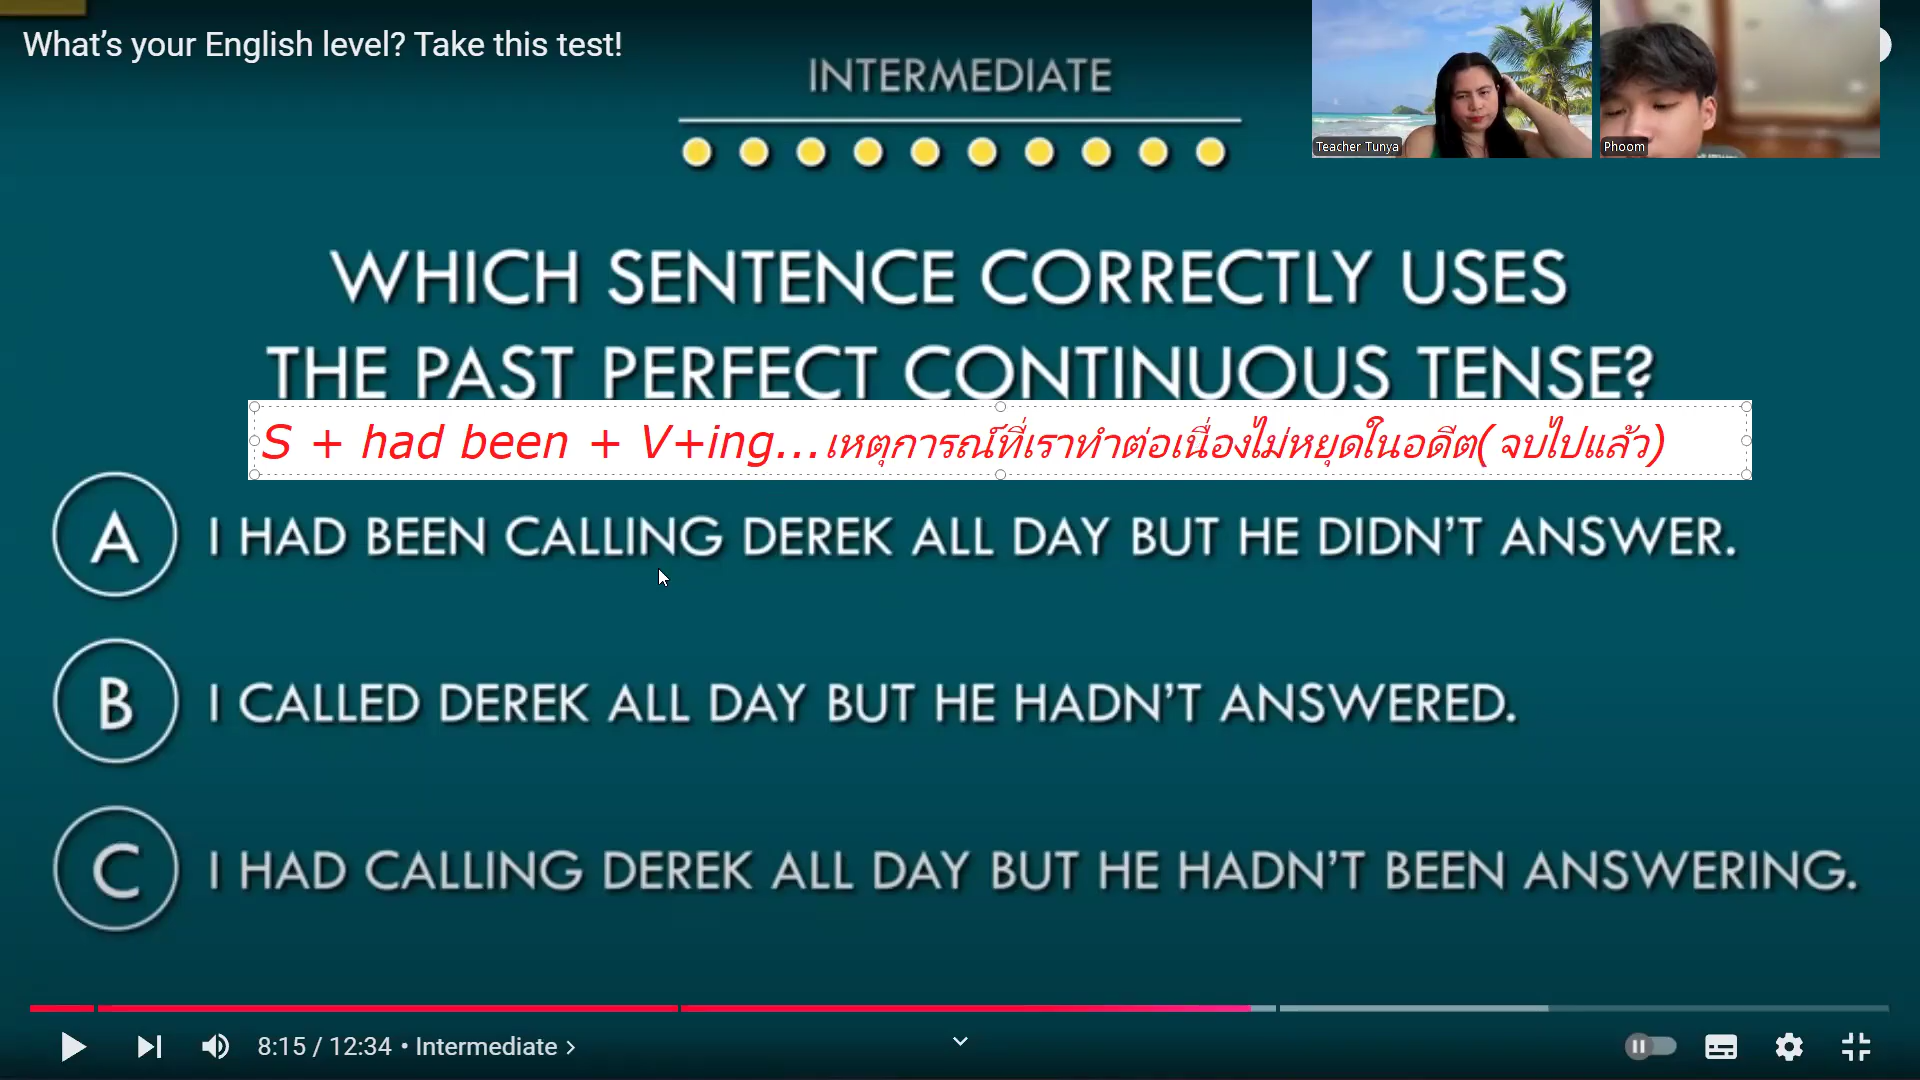 What’s your English level? Take this test!
INTERMEDIATE
Teacher Tunya
Phoom
WHICH SENTENCE CORRECTLY USES
THE PAST PERFECT CONTINUOUS TENSE?
S + had been + V+ing...เหตุการณ์ที่เราทำต่อเนื่องไม่หยุดในอดีต(จบไปแล้ว)
A I HAD BEEN CALLING DEREK ALL DAY BUT HE DIDN’T ANSWER.
B I CALLED DEREK ALL DAY BUT HE HADN’T ANSWERED.
C I HAD CALLING DEREK ALL DAY BUT HE HADN’T BEEN ANSWERING.
8:15 / 12:34 • Intermediate >